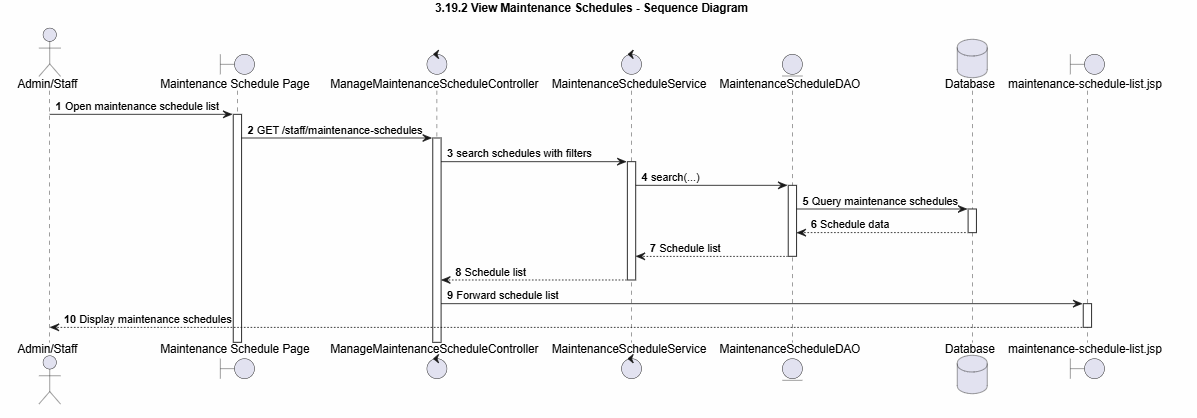 3.19.2 View Maintenance Schedules - Sequence Diagram
Admin/Staff
Maintenance Schedule Page
ManageMaintenanceScheduleController
MaintenanceScheduleService
MaintenanceScheduleDAO
Database
maintenance-schedule-list.jsp
1 Open maintenance schedule list
2 GET /staff/maintenance-schedules
3 search schedules with filters
4 search(...)
5 Query maintenance schedules
6 Schedule data
7 Schedule list
8 Schedule list
9 Forward schedule list
10 Display maintenance schedules
Admin/Staff
Maintenance Schedule Page
ManageMaintenanceScheduleController
MaintenanceScheduleService
MaintenanceScheduleDAO
Database
maintenance-schedule-list.jsp